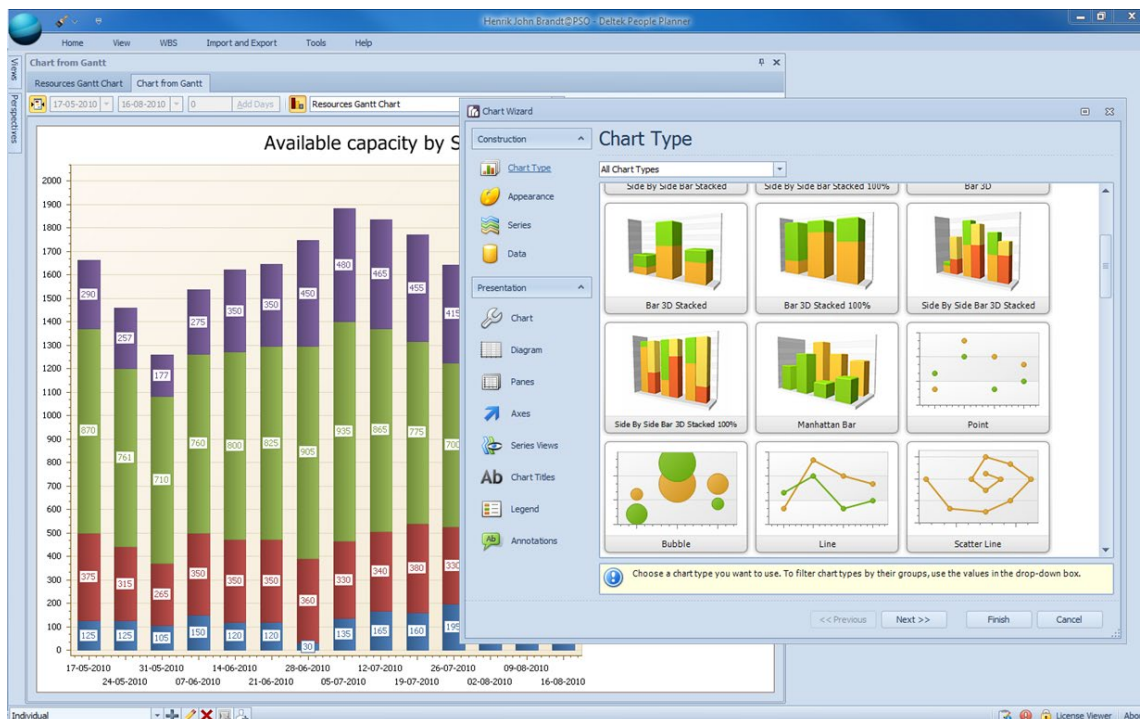 Henrik John Brandt@PSO - Deltek People Planner
Home View WBS Import and Export Tools Help
Views
Perspectives
Chart from Gantt
Resources Gantt Chart Chart from Gantt
17-05-2010 16-08-2010 0 Add Days Resources Gantt Chart
Available capacity by S
2000
1900
1800
1700
1600
1500
1400
1300
1200
1100
1000
900
800
700
600
500
400
300
200
100
0
290 257 177 275 350 350 450 480 465 455 415
870 761 710 760 800 825 905 935 865 775 700
375 315 265 350 350 350 360 330 340 380 330
125 125 105 150 120 120 30 135 165 160 195
17-05-2010 31-05-2010 14-06-2010 28-06-2010 12-07-2010 26-07-2010 09-08-2010
24-05-2010 07-06-2010 21-06-2010 05-07-2010 19-07-2010 02-08-2010 16-08-2010
Chart Wizard
Construction
Chart Type
Appearance
Series
Data
Presentation
Chart
Diagram
Panes
Axes
Series Views
Ab Chart Titles
Legend
Ab Annotations
Chart Type
All Chart Types
Side By Side Bar Stacked Side By Side Bar Stacked 100% Bar 3D
Bar 3D Stacked Bar 3D Stacked 100% Side By Side Bar 3D Stacked
Side By Side Bar 3D Stacked 100% Manhattan Bar Point
Bubble Line Scatter Line
Choose a chart type you want to use. To filter chart types by their groups, use the values in the drop-down box.
<< Previous Next >> Finish Cancel
Individual License Viewer Abo